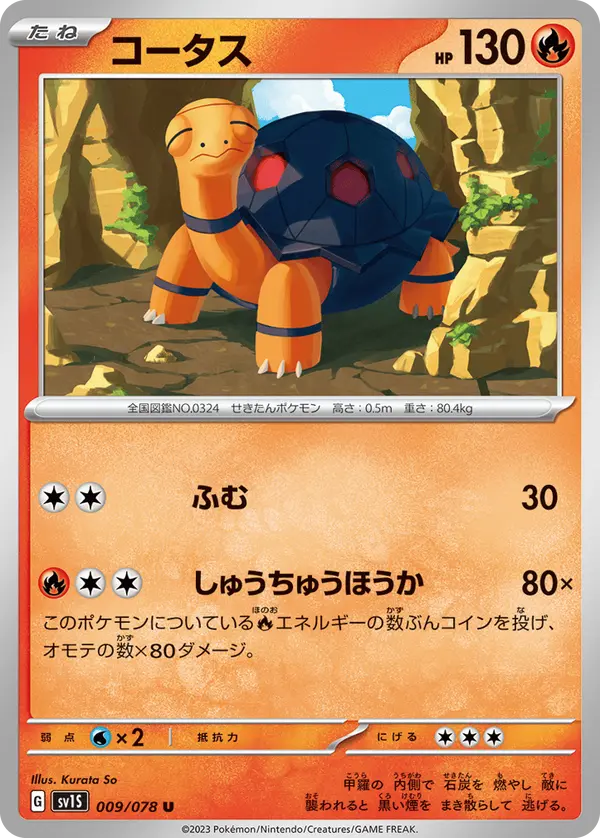 たね コータス HP 130
全国図鑑NO.0324 せきたんポケモン 高さ:0.5m 重さ:80.4kg
ふむ 30
しゅうちゅうほうか 80×
このポケモンについているエネルギーの数ぶんコインを投げ、
オモテの数×80ダメージ。
弱点 ×2 抵抗力 にげる
Illus. Kurata So
G sv1S 009/078 U
甲羅の 内側で 石炭を 燃やし 敵に
襲われると 黒い煙を まき散らして 逃げる。
©2023 Pokémon/Nintendo/Creatures/GAME FREAK.